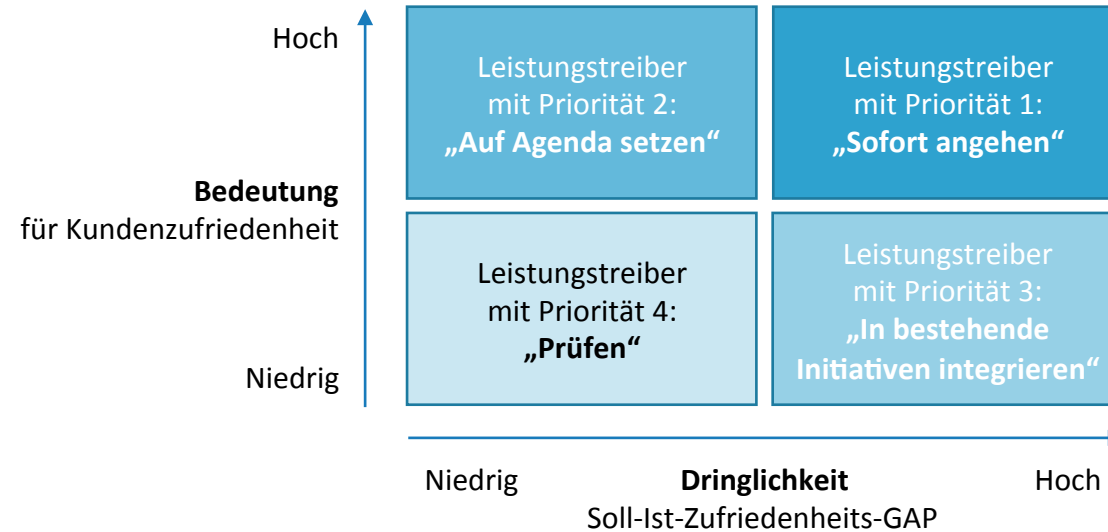 Hoch
Bedeutung
für Kundenzufriedenheit
Niedrig
Leistungstreiber
mit Priorität 2:
„Auf Agenda setzen“
Leistungstreiber
mit Priorität 1:
„Sofort angehen“
Leistungstreiber
mit Priorität 4:
„Prüfen“
Leistungstreiber
mit Priorität 3:
„In bestehende
Initiativen integrieren“
Niedrig
Dringlichkeit
Hoch
Soll-Ist-Zufriedenheits-GAP